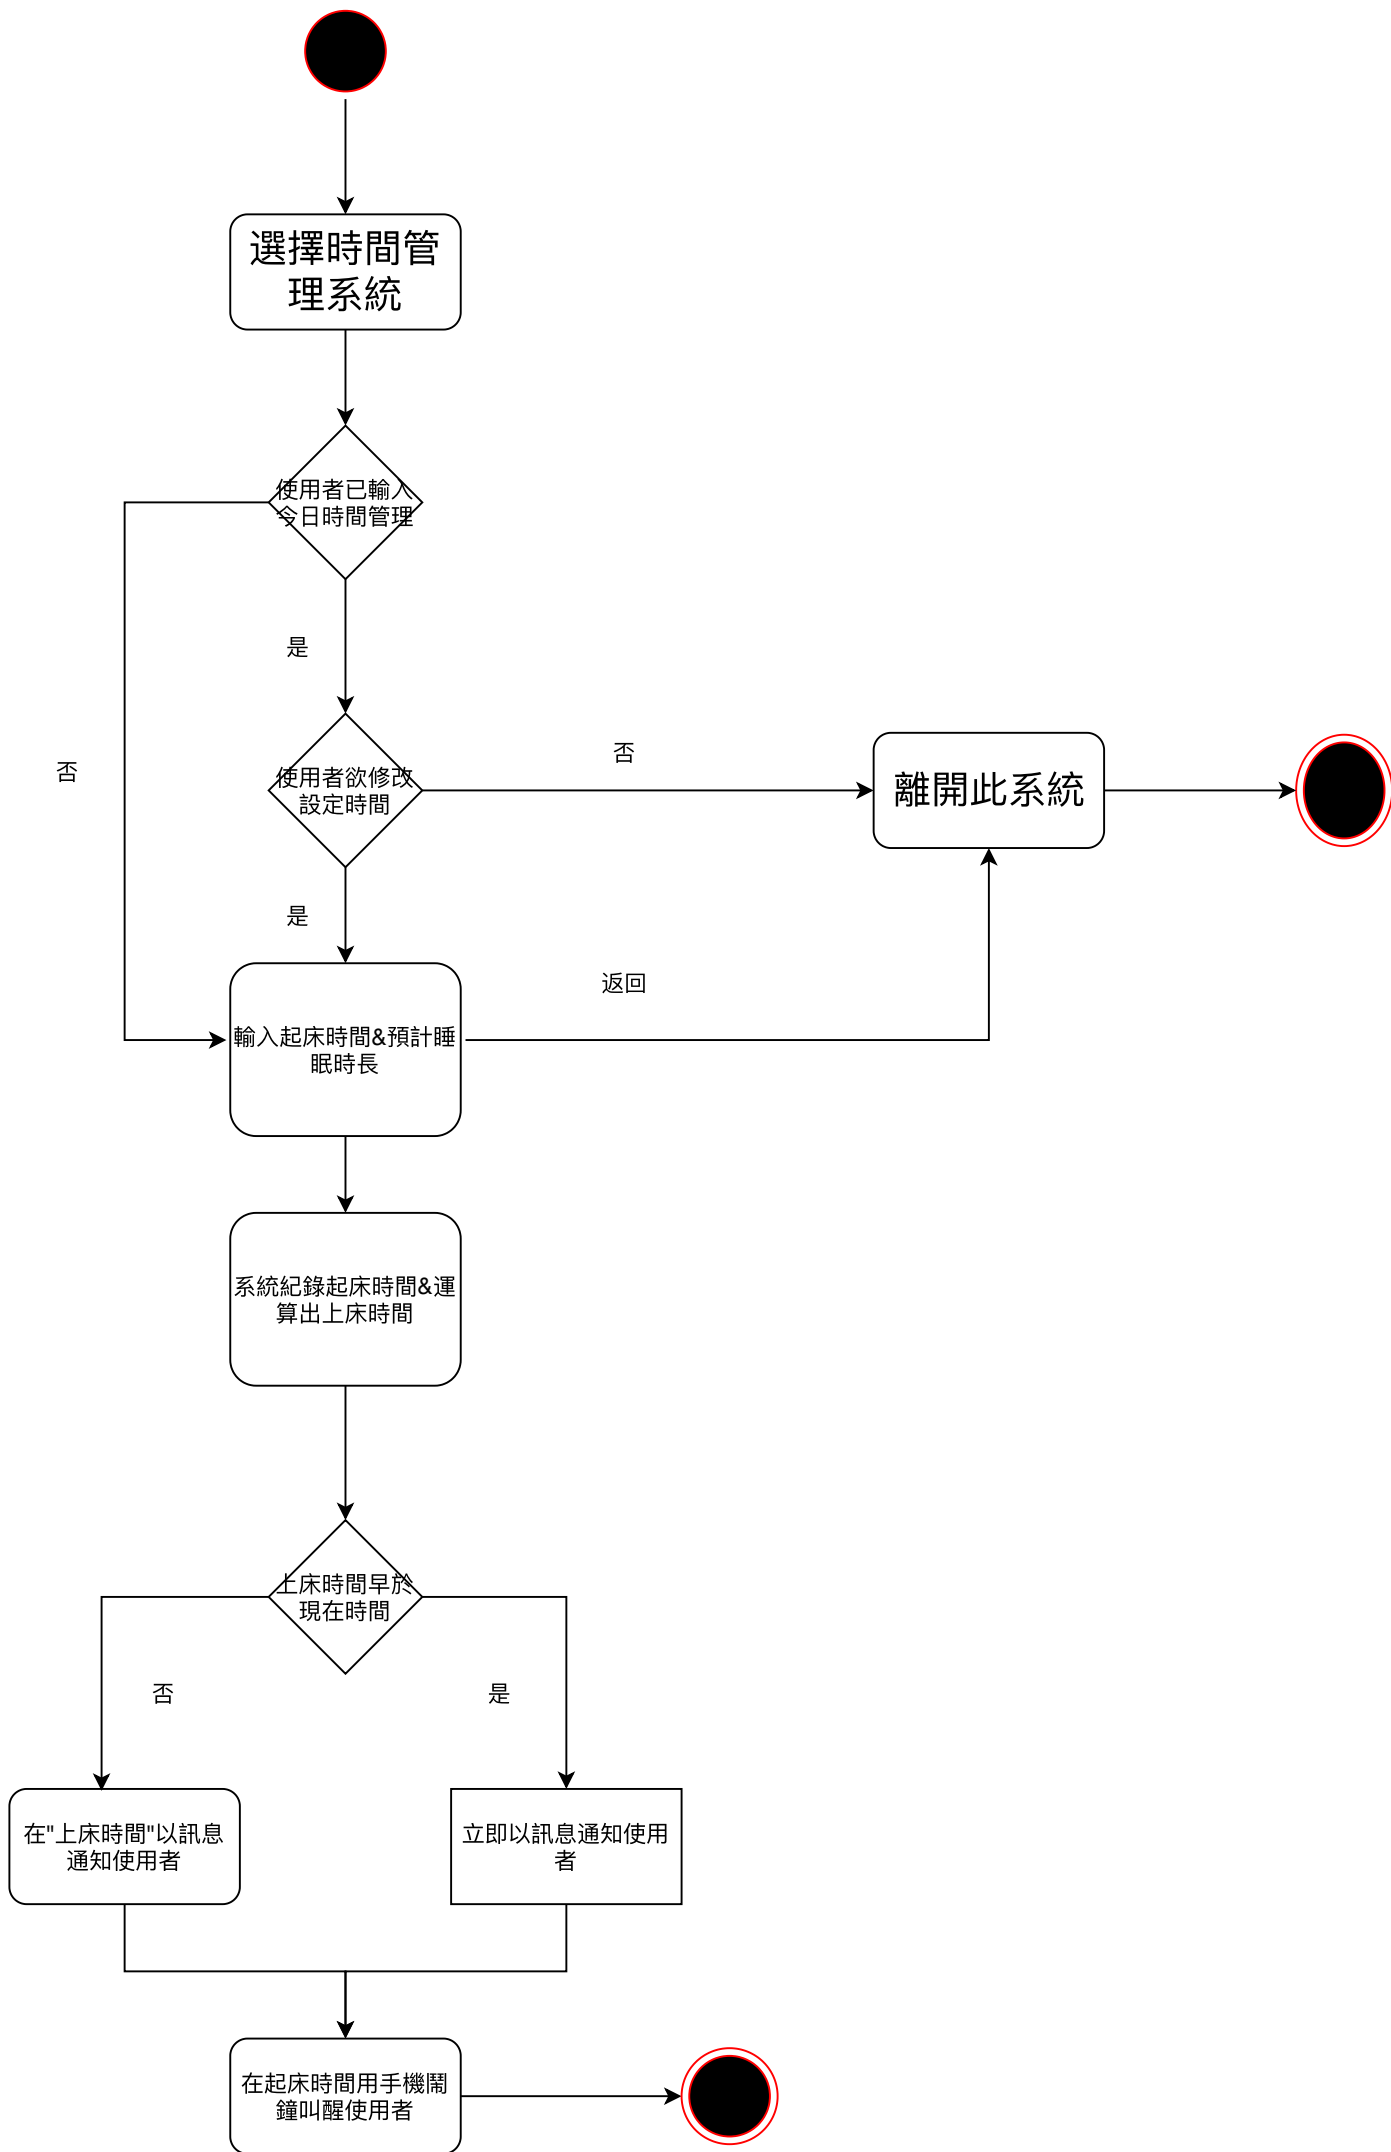 選擇時間管
理系統
使用者已輸入
今日時間管理
是
否
使用者欲修改
設定時間
否
離開此系統
是
返回
輸入起床時間&預計睡
眠時長
系統紀錄起床時間&運
算出上床時間
上床時間早於
現在時間
否
是
在"上床時間"以訊息
通知使用者
立即以訊息通知使用
者
在起床時間用手機鬧
鐘叫醒使用者